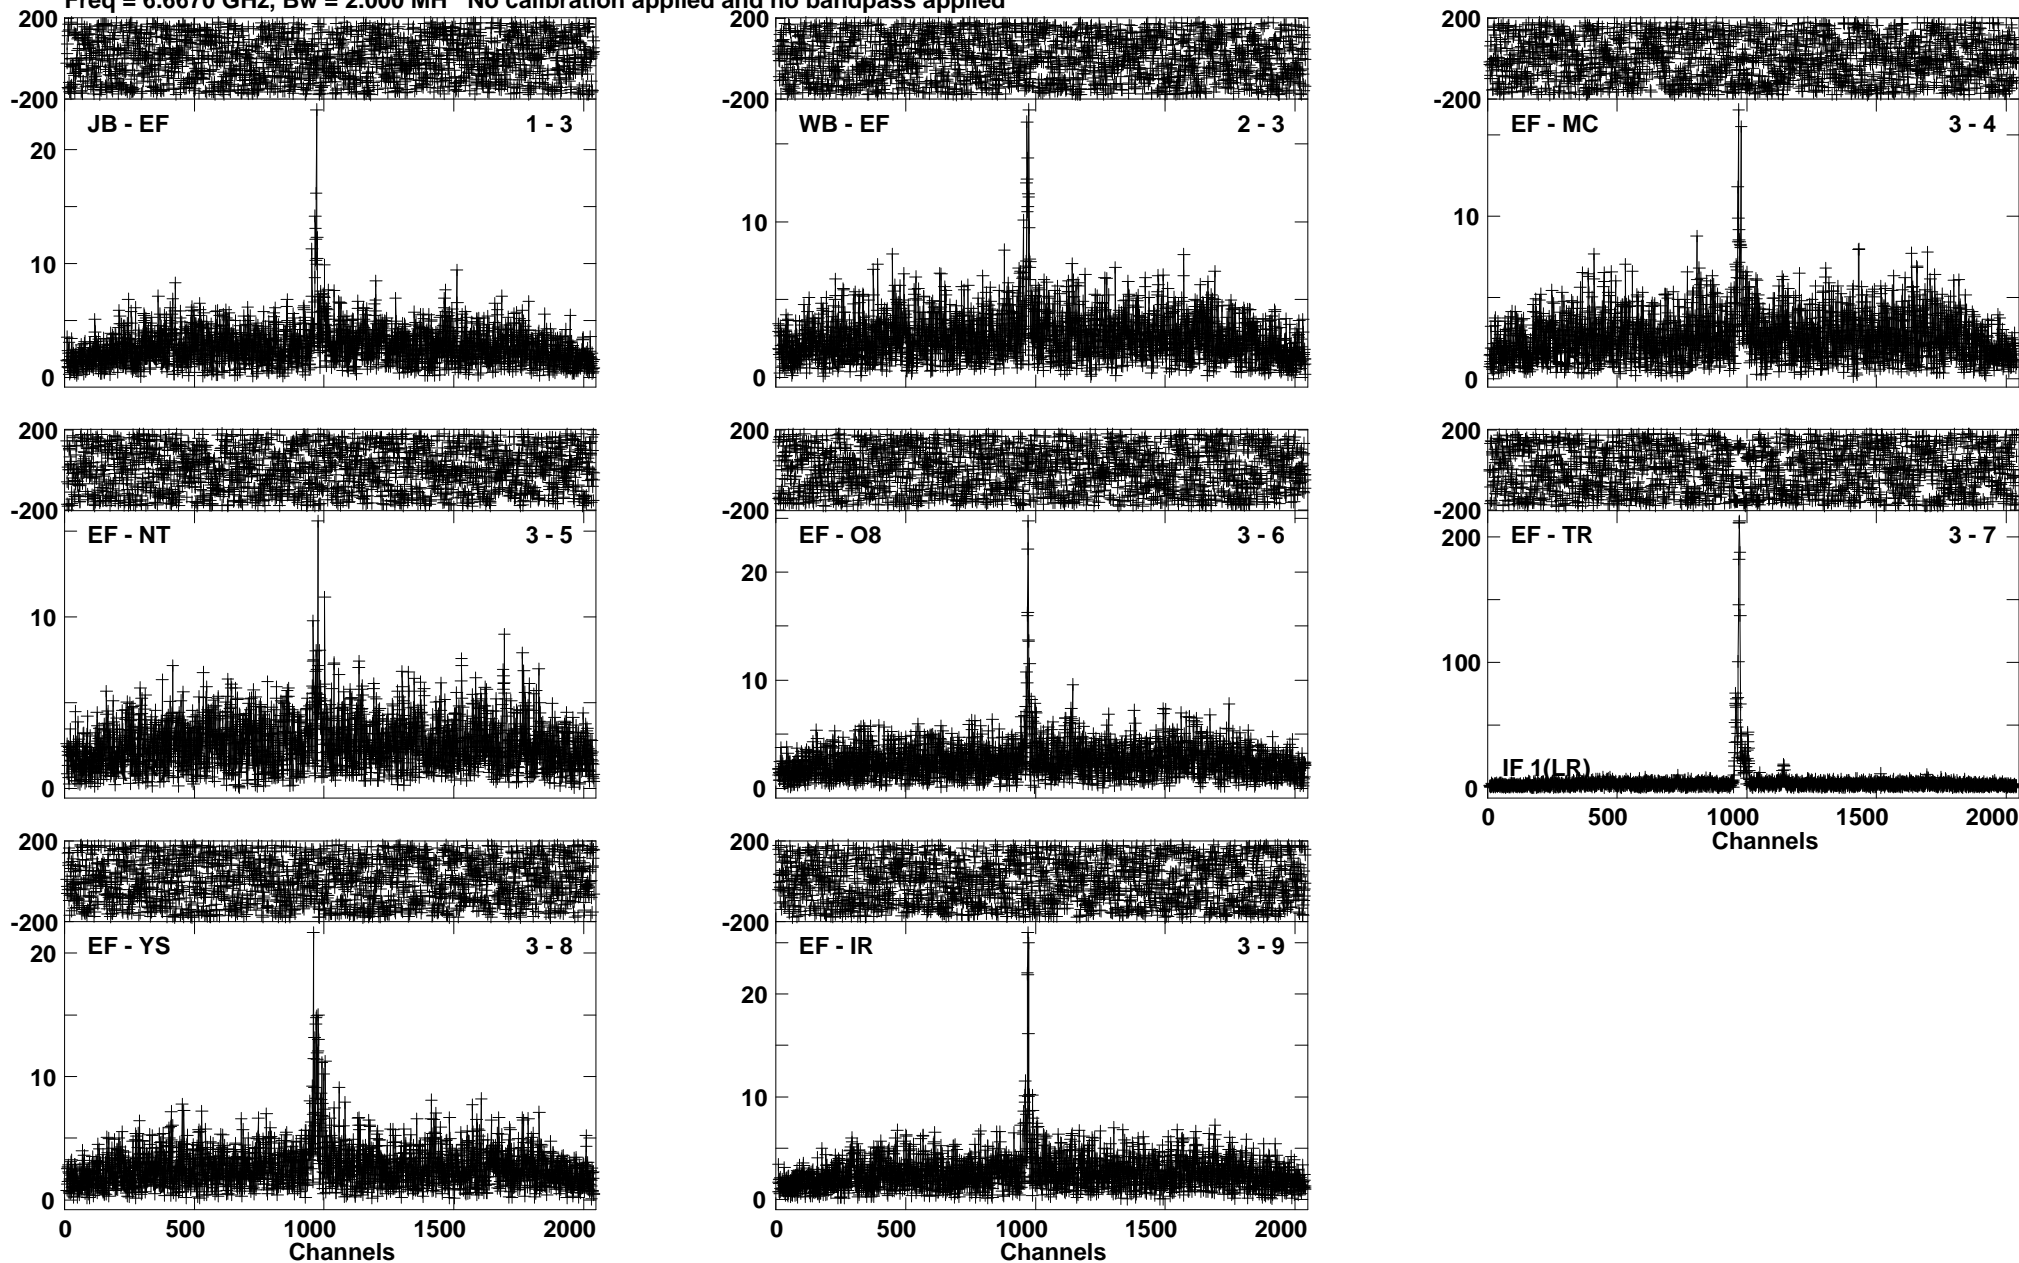 Freq = 6.6670 GHz, Bw = 2.000 MH No calibration applied and no bandpass applied
200
-200
JB - EF 1 - 3
20
10
0
200
-200
WB - EF 2 - 3
10
0
200
-200
EF - MC 3 - 4
10
0
200
-200
EF - NT 3 - 5
10
0
200
-200
EF - O8 3 - 6
20
10
0
200
-200
EF - TR 3 - 7
200
100
IF 1(LR)
0
0 500 1000 1500 2000
Channels
200
-200
EF - YS 3 - 8
20
10
0
0 500 1000 1500 2000
Channels
200
-200
EF - IR 3 - 9
20
10
0
0 500 1000 1500 2000
Channels